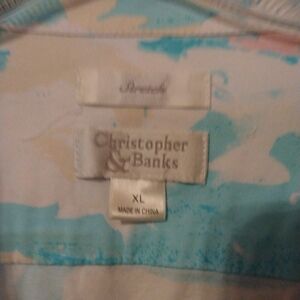 Stretch
Christopher
& Banks
XL
MADE IN CHINA